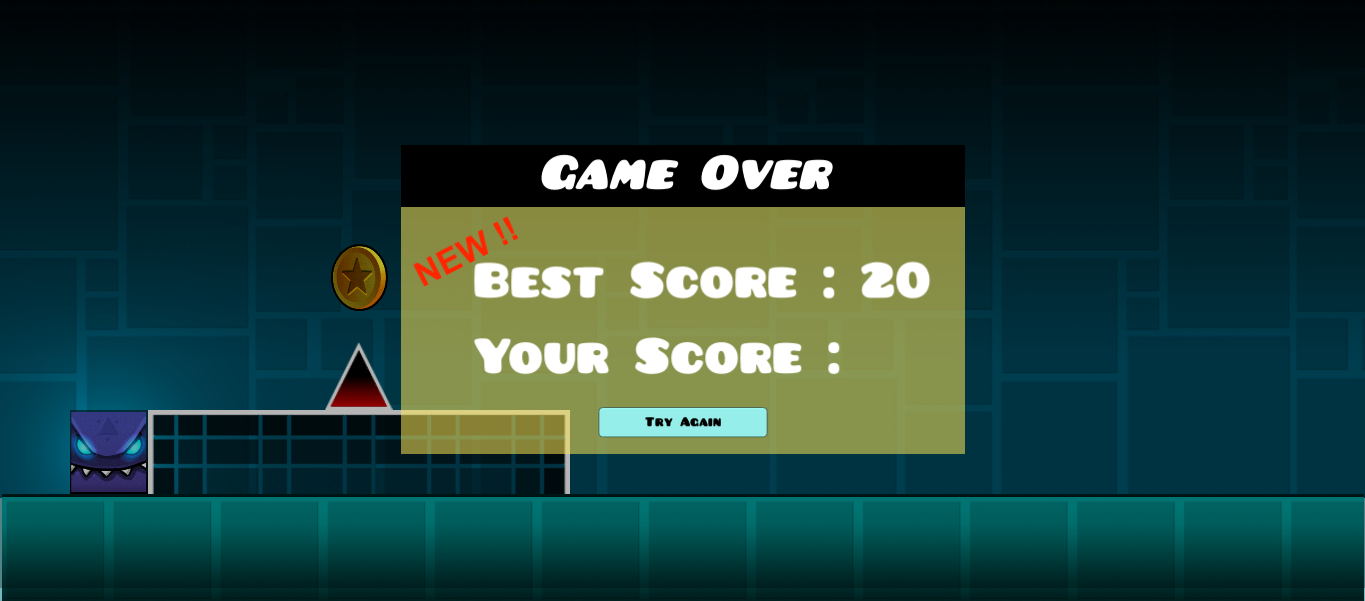 GAME OVER
NEW !!
BEST SCORE : 20
YOUR SCORE :
TRY AGAIN